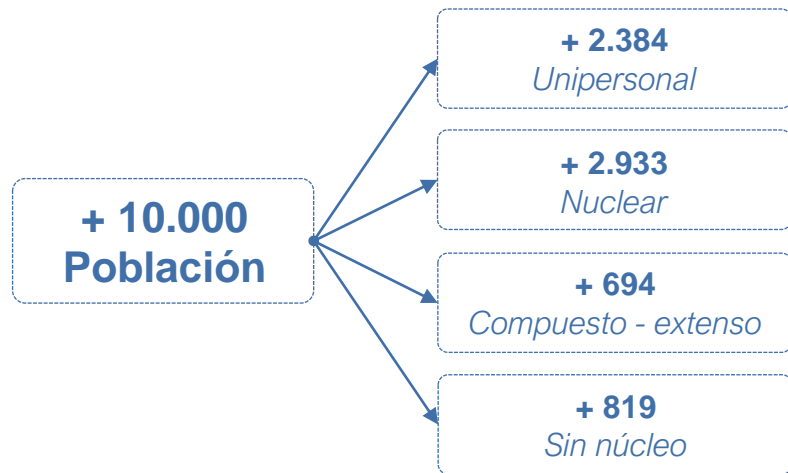 + 10.000
Población
+ 2.384
Unipersonal
+ 2.933
Nuclear
+ 694
Compuesto - extenso
+ 819
Sin núcleo